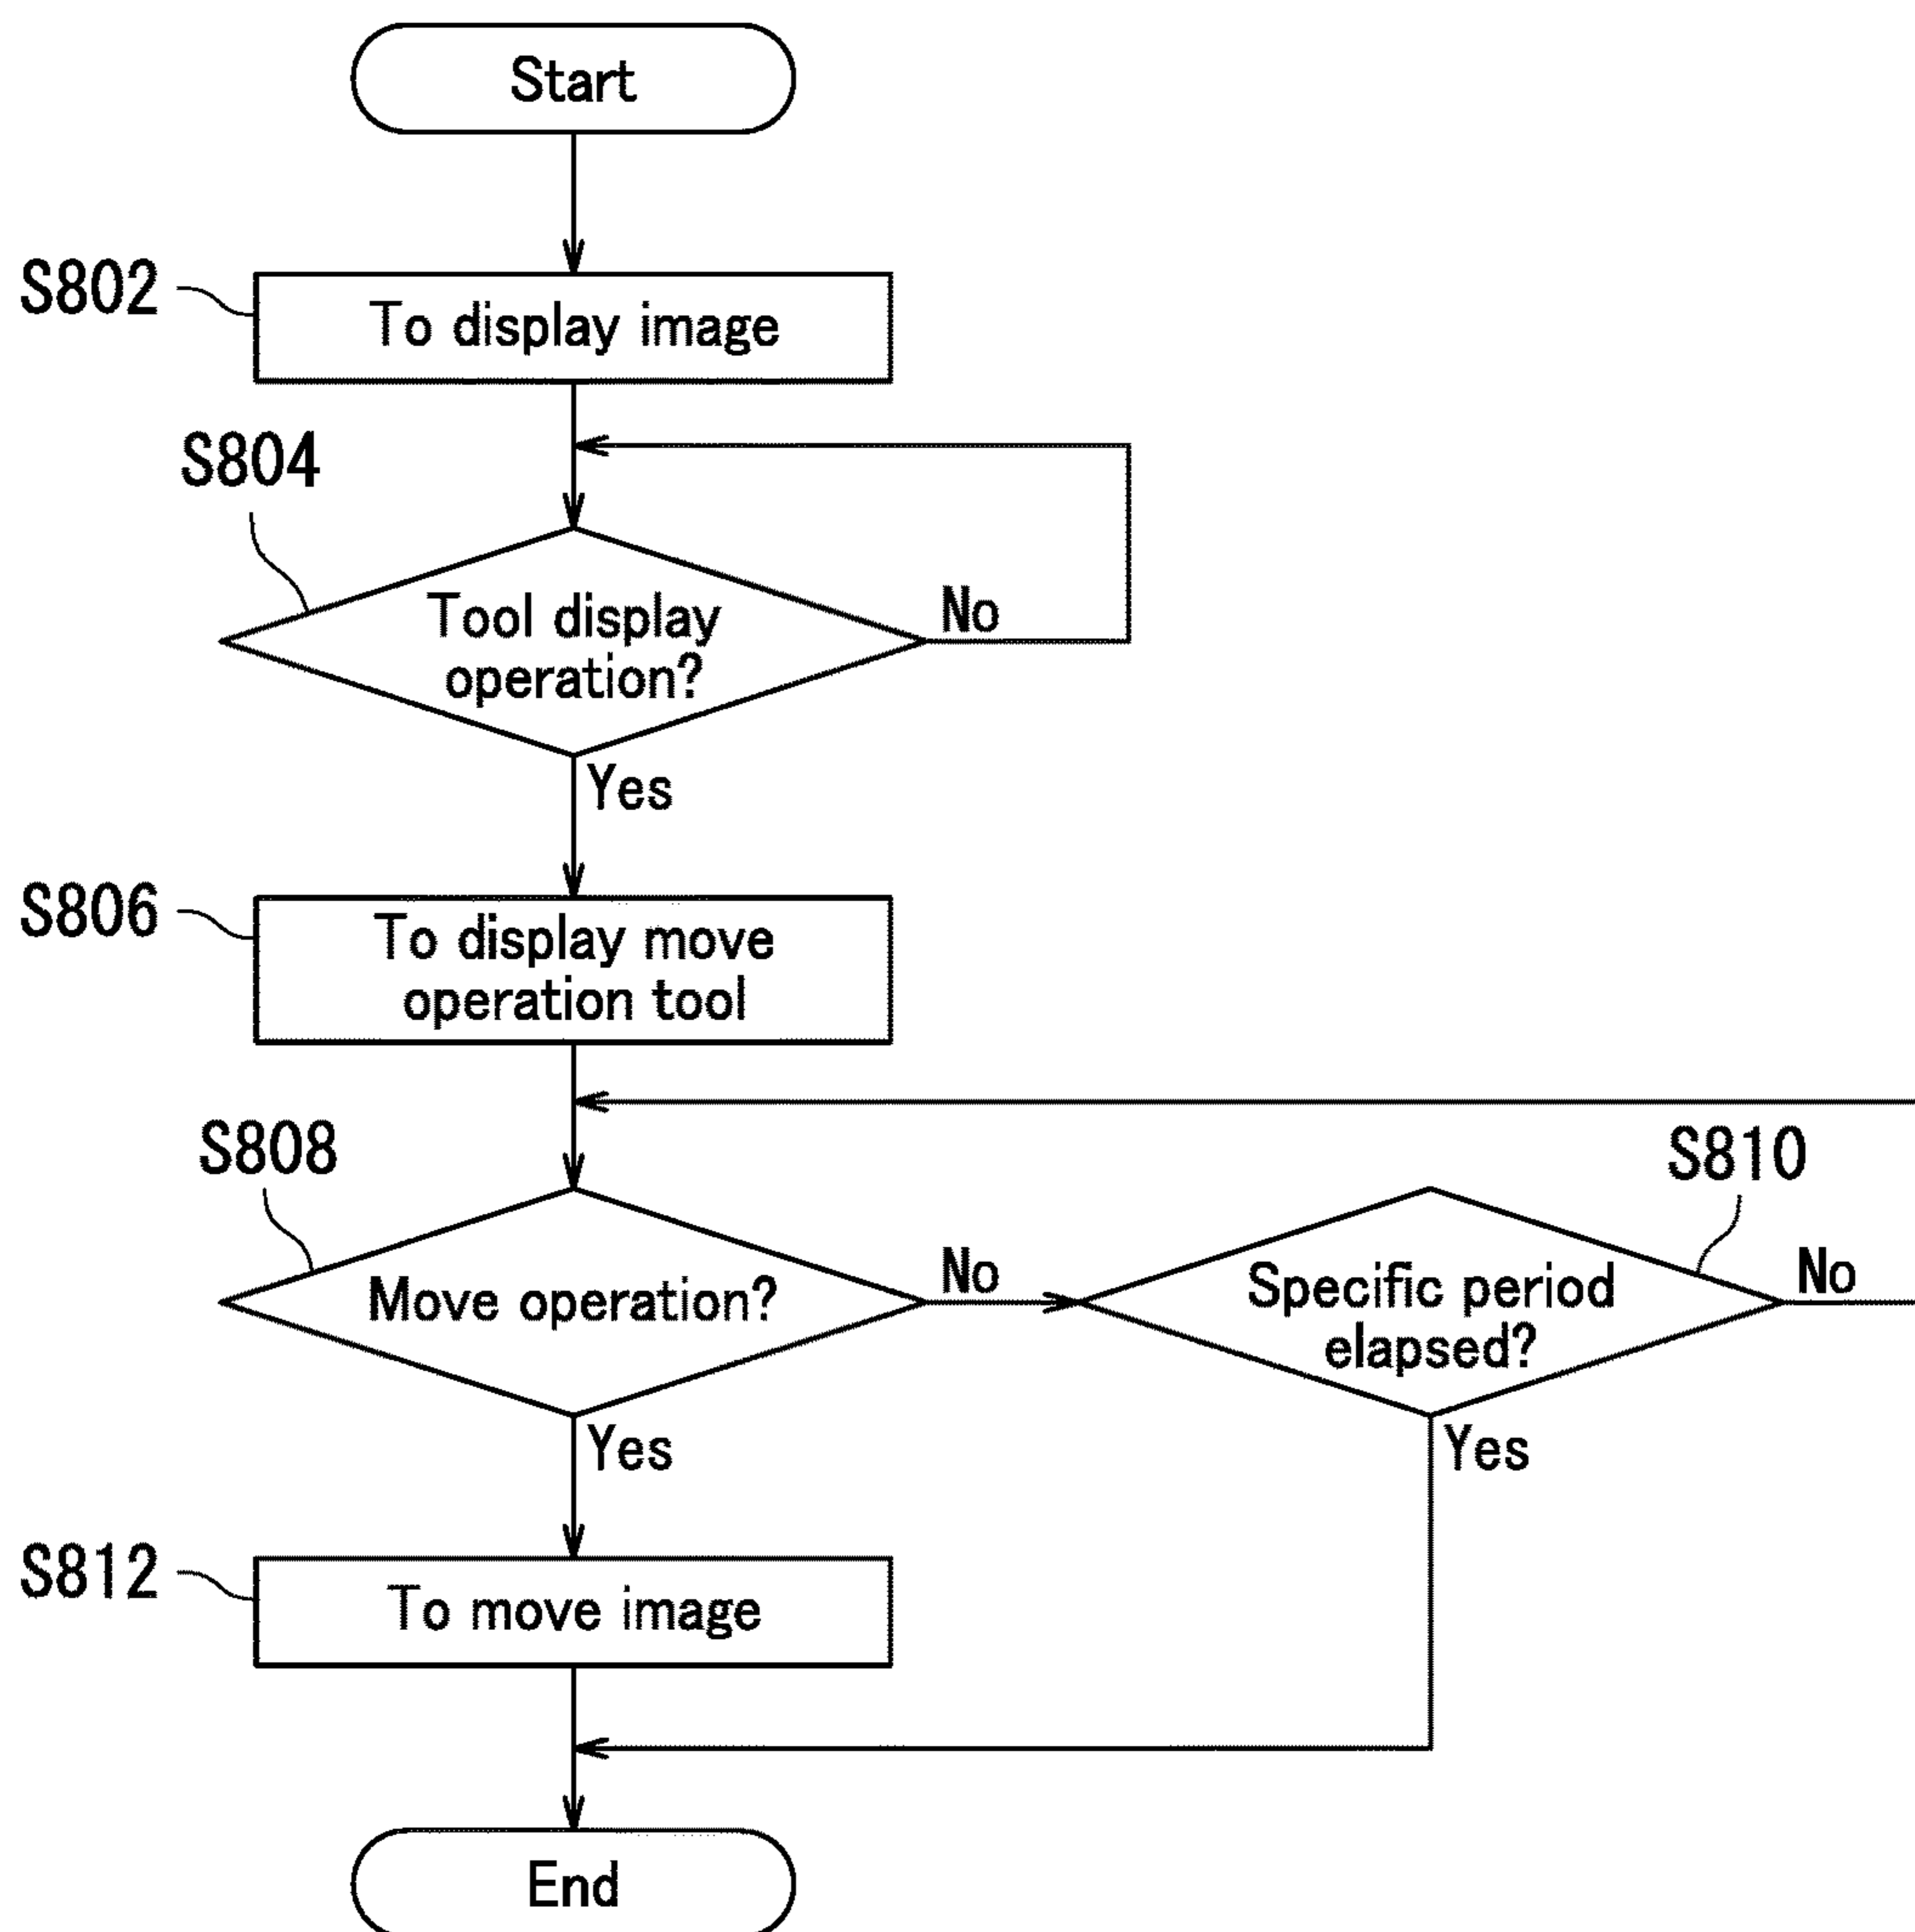 Start
S802
To display image
S804
Tool display
operation?
No
Yes
S806
To display move
operation tool
S808
Move operation?
No
S810
Specific period
elapsed?
No
Yes
Yes
S812
To move image
End